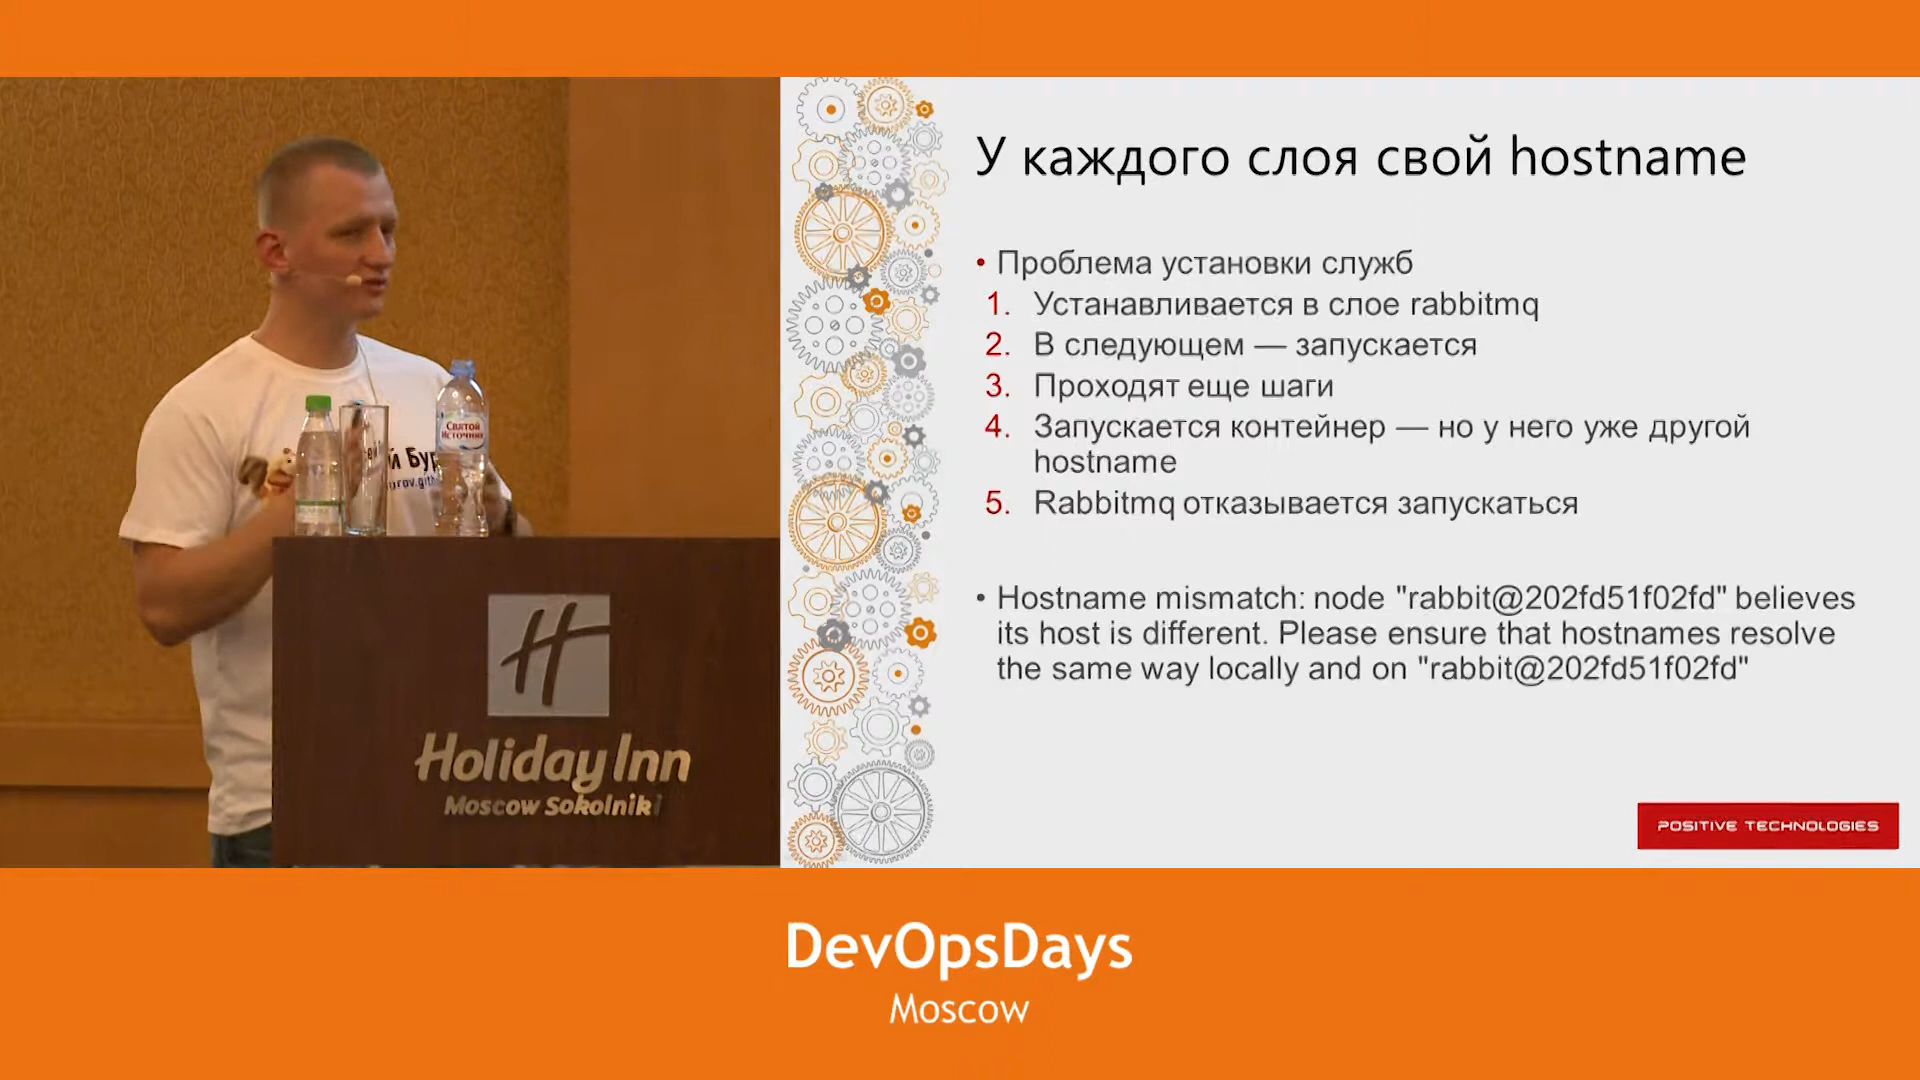 У каждого слоя свой hostname
• Проблема установки служб
1. Устанавливается в слое rabbitmq
2. В следующем — запускается
3. Проходят еще шаги
4. Запускается контейнер — но у него уже другой
hostname
5. Rabbitmq отказывается запускаться
• Hostname mismatch: node "rabbit@202fd51f02fd" believes
its host is different. Please ensure that hostnames resolve
the same way locally and on "rabbit@202fd51f02fd"
POSITIVE TECHNOLOGIES
Святой
Источник
H
Holiday Inn
Moscow Sokolniki
DevOpsDays
Moscow